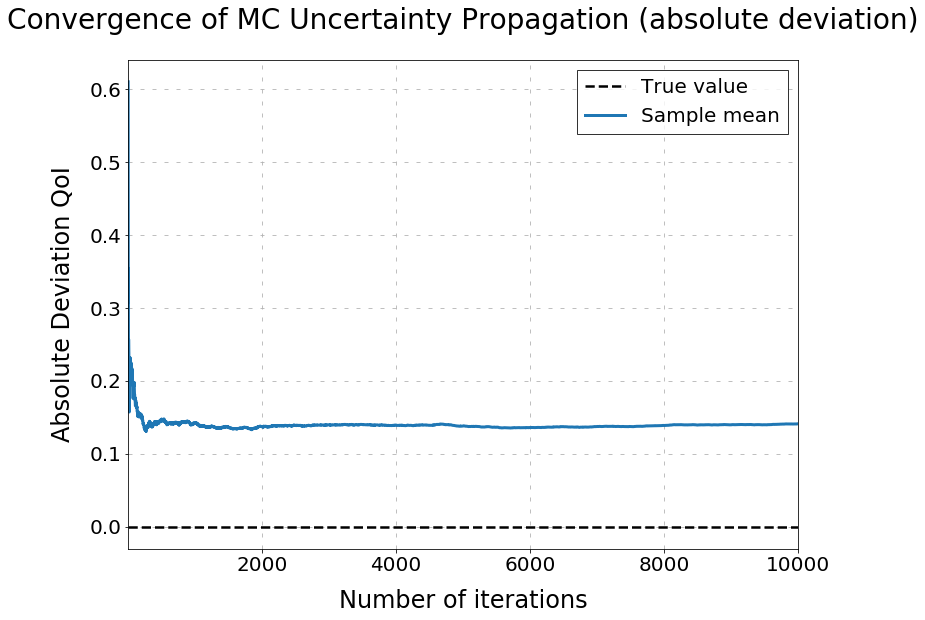 Convergence of MC Uncertainty Propagation (absolute deviation)
True value
Sample mean
Absolute Deviation QoI
0.6
0.5
0.4
0.3
0.2
0.1
0.0
2000 4000 6000 8000 10000
Number of iterations